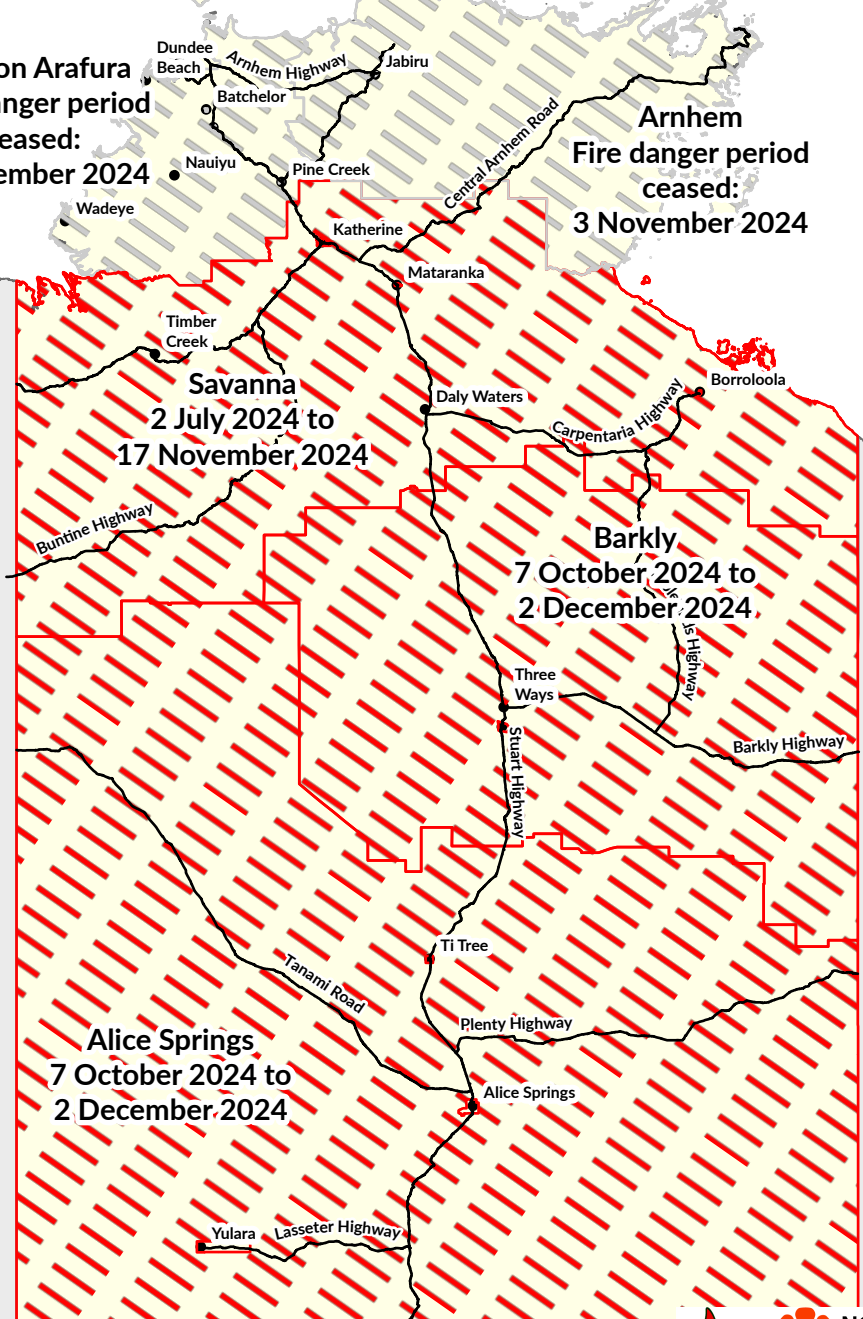 Dundee
Beach
Arnhem Highway
Jabiru
on Arafura
anger period
eased:
ember 2024
Batchelor
Nauiyu
Wadeye
Pine Creek
Central Arnhem Road
Arnhem
Fire danger period
ceased:
3 November 2024
Katherine
Mataranka
Timber
Creek
Savanna
2 July 2024 to
17 November 2024
Daly Waters
Borroloola
Carpentaria Highway
Buntine Highway
Barkly
7 October 2024 to
2 December 2024
Highway
Three
Ways
Stuart Highway
Barkly Highway
Ti Tree
Tanami Road
Plenty Highway
Alice Springs
7 October 2024 to
2 December 2024
Alice Springs
Yulara
Lasseter Highway